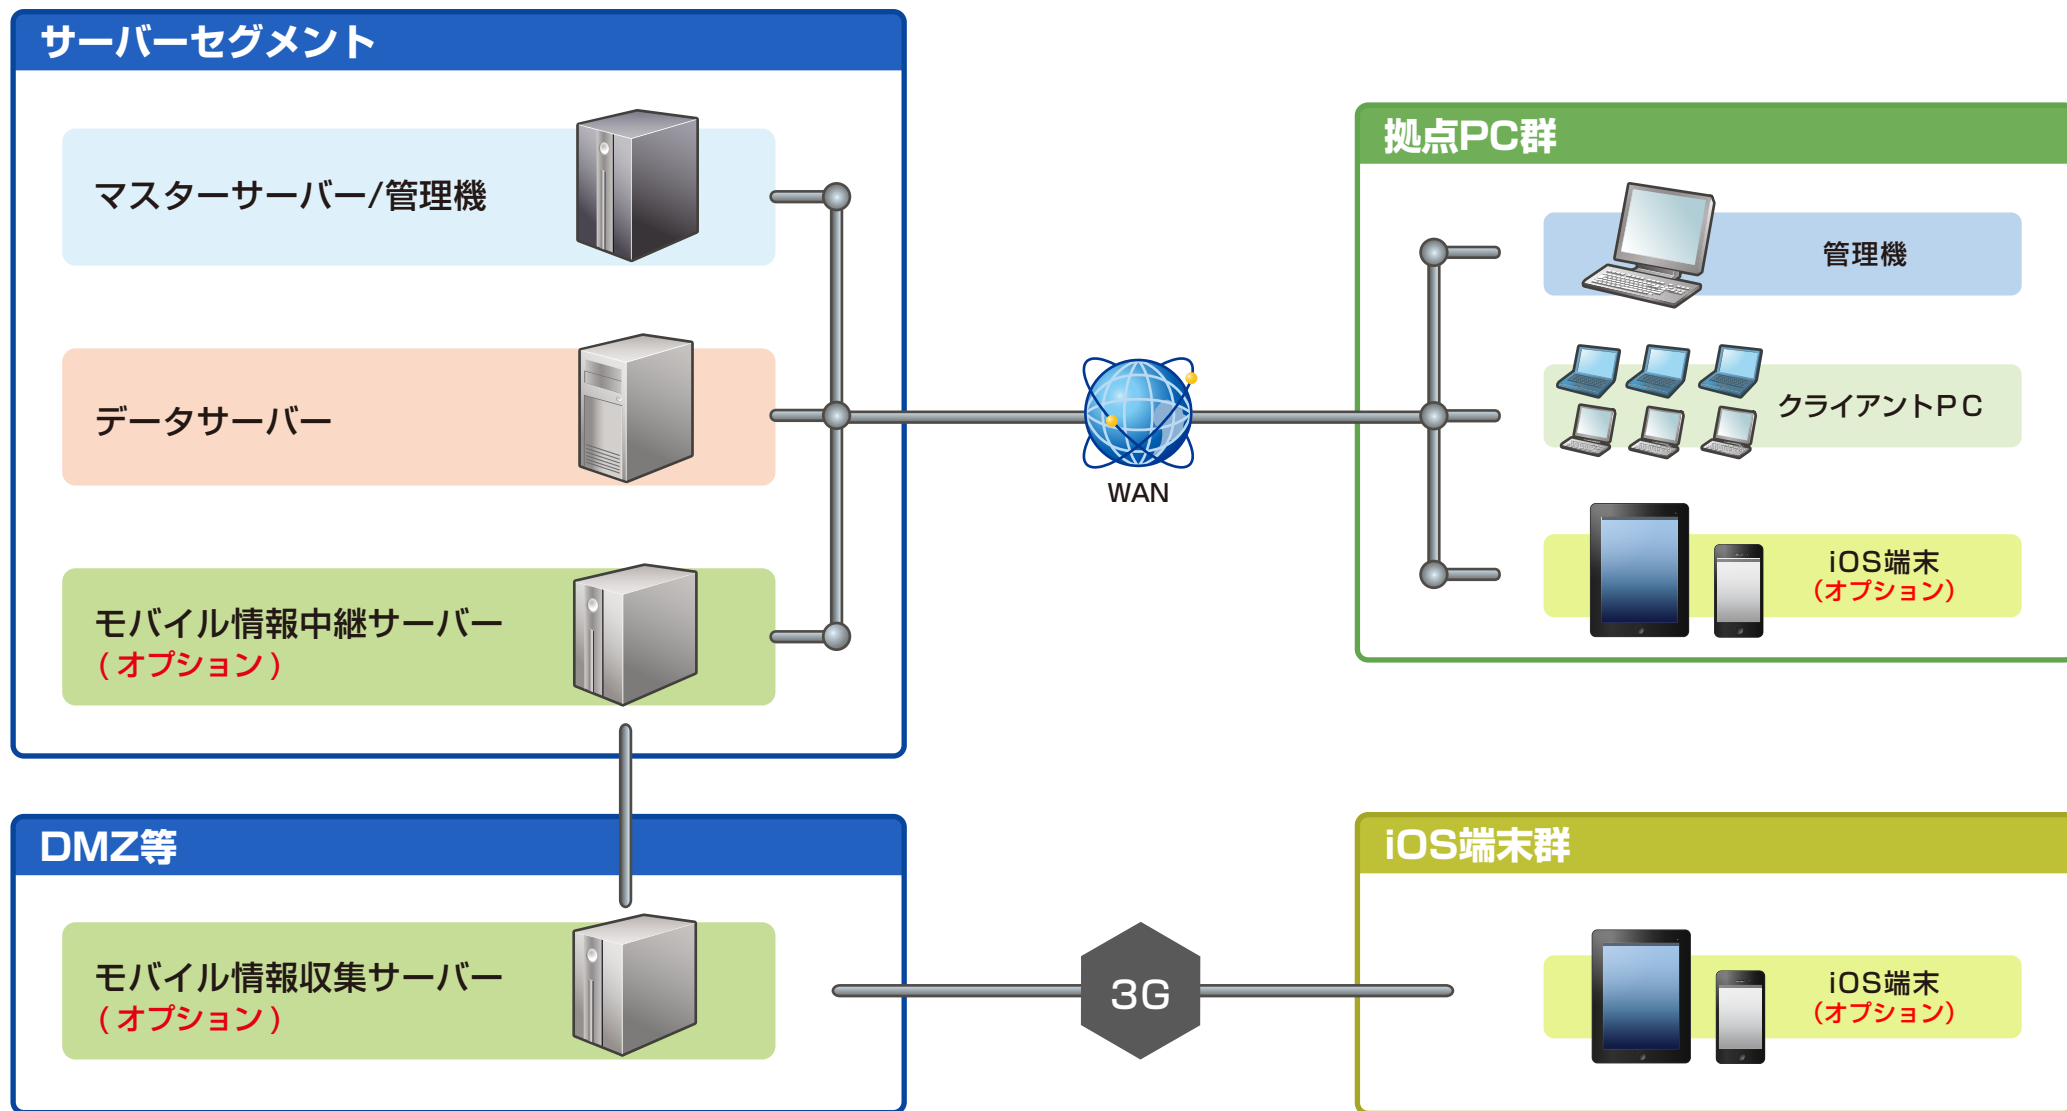 サーバーセグメント
マスターサーバー/管理機
データサーバー
モバイル情報中継サーバー
(オプション)
WAN
拠点PC群
管理機
クライアントPC
iOS端末
(オプション)
DMZ等
モバイル情報収集サーバー
(オプション)
3G
iOS端末群
iOS端末
(オプション)